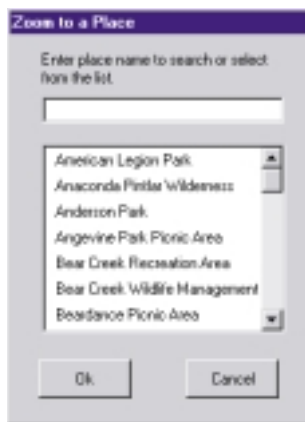 Zoom to a Place
Enter place name to search or select
from the list.
American Legion Park
Anaconda Pintlar Wilderness
Anderson Park
Angevine Park Picnic Area
Bear Creek Recreation Area
Bear Creek Wildlife Management
Beardance Picnic Area
Ok
Cancel